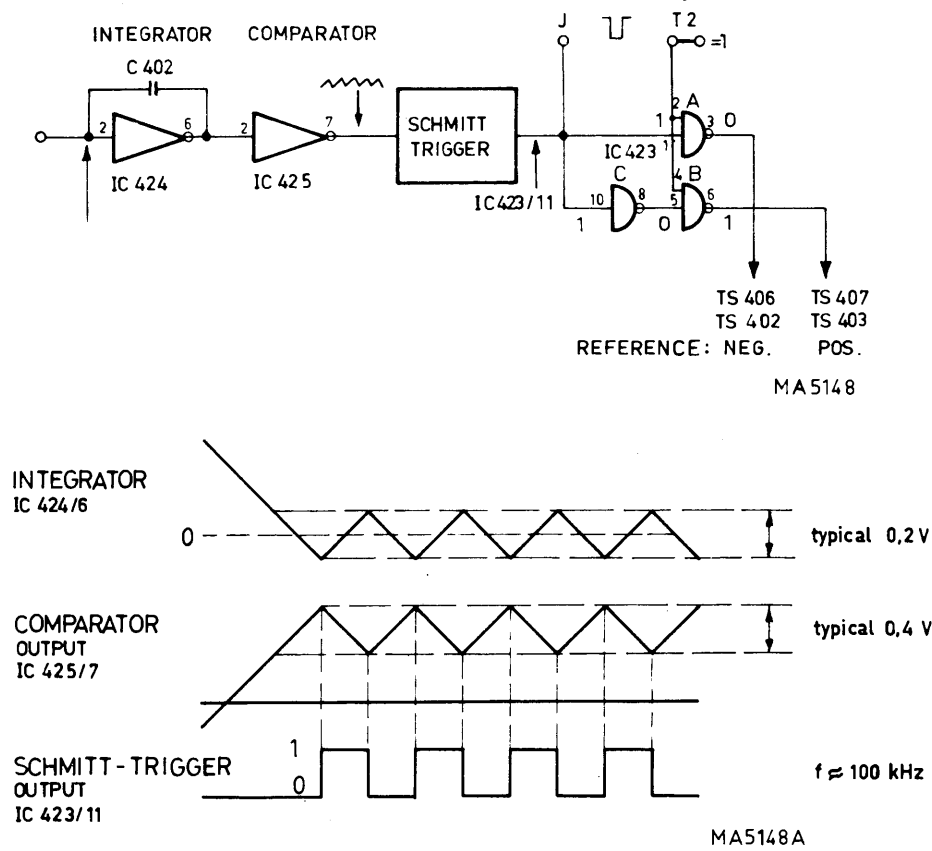 J T2
=1
INTEGRATOR COMPARATOR
C 402
2 6 2 7
IC 424 IC 425
SCHMITT
TRIGGER
IC423/11
1 2 A 3 0
IC 423 1
4 B
10 C 8 5 6
1 0 1
TS 406 TS 407
TS 402 TS 403
REFERENCE: NEG. POS.
MA5148
INTEGRATOR
IC 424/6
0
typical 0,2 V
COMPARATOR
OUTPUT
IC 425/7
typical 0,4 V
SCHMITT-TRIGGER
OUTPUT
IC 423/11
1
0
f ≈ 100 kHz
MA5148A